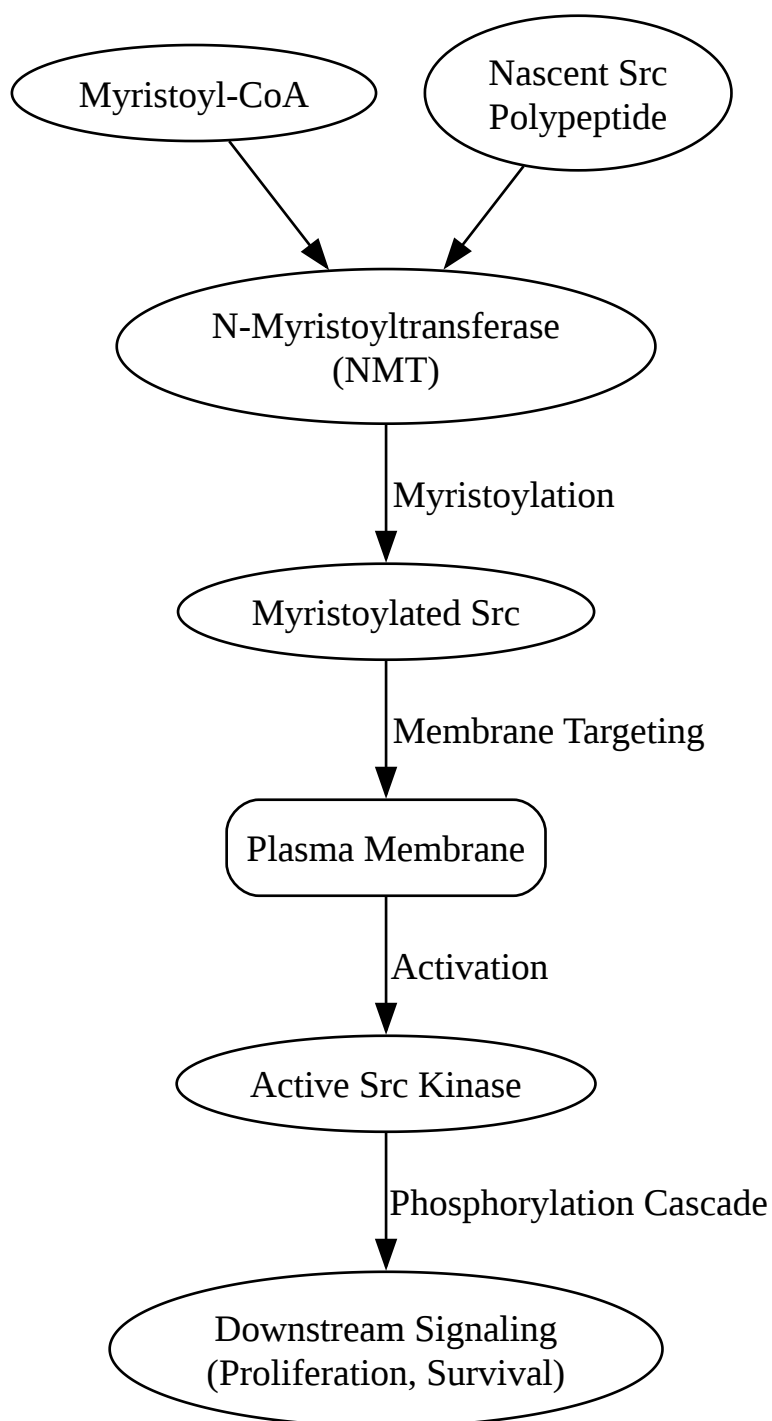 Myristoyl-CoA
Nascent Src
Polypeptide
N-Myristoyltransferase
(NMT)
Myristoylation
Myristoylated Src
Membrane Targeting
Plasma Membrane
Activation
Active Src Kinase
Phosphorylation Cascade
Downstream Signaling
(Proliferation, Survival)